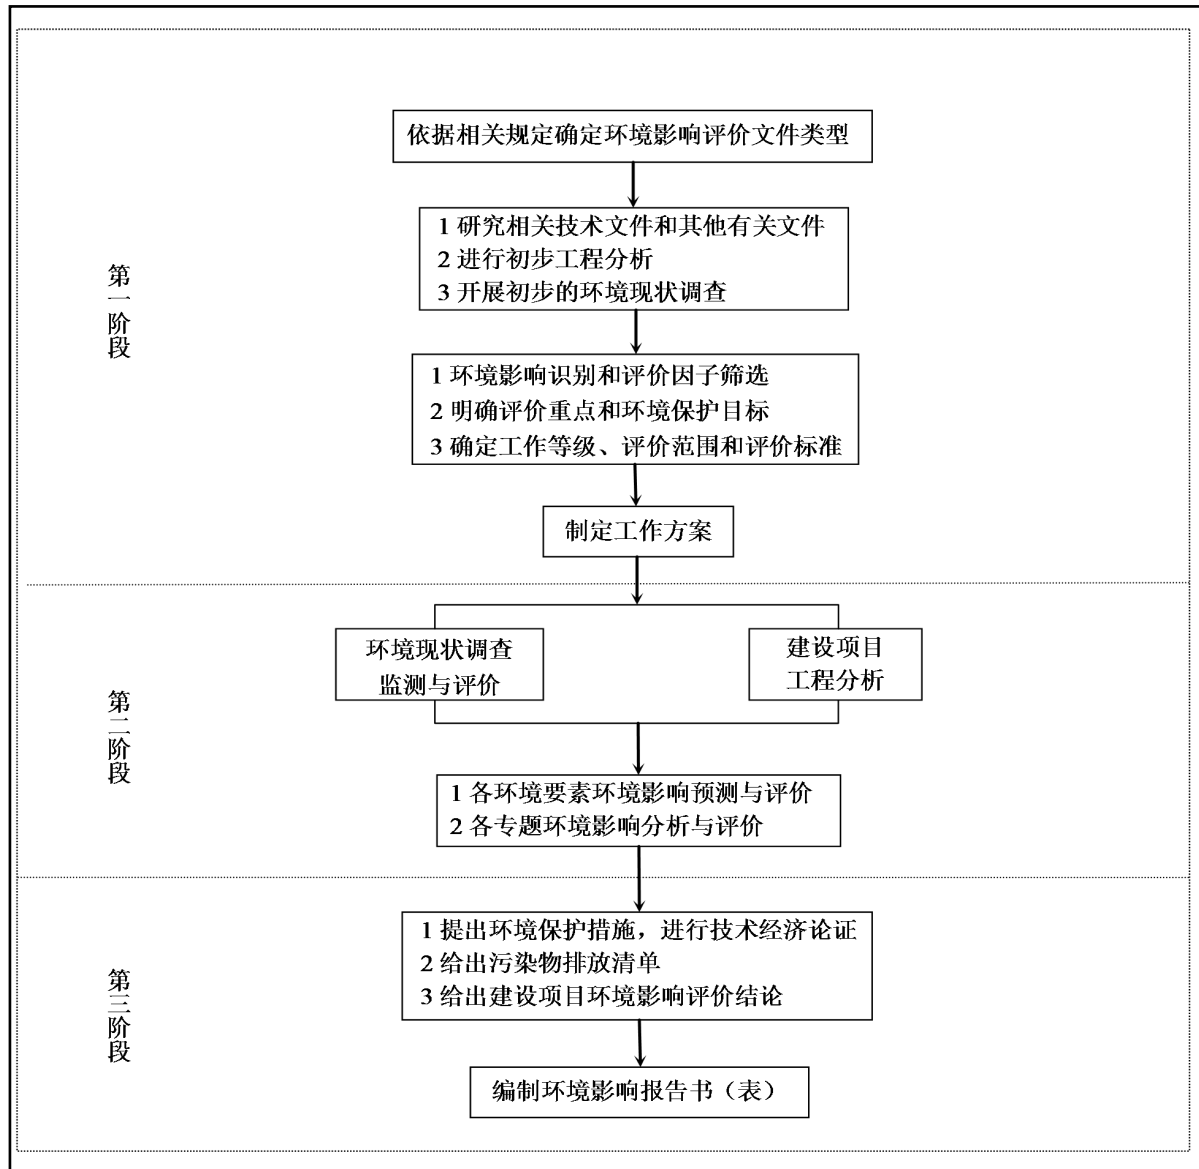 依据相关规定确定环境影响评价文件类型
1 研究相关技术文件和其他有关文件
2 进行初步工程分析
3 开展初步的环境现状调查
第一阶段
1 环境影响识别和评价因子筛选
2 明确评价重点和环境保护目标
3 确定工作等级、评价范围和评价标准
制定工作方案
环境现状调查
监测与评价
建设项目
工程分析
第二阶段
1 各环境要素环境影响预测与评价
2 各专题环境影响分析与评价
1 提出环境保护措施，进行技术经济论证
2 给出污染物排放清单
3 给出建设项目环境影响评价结论
第三阶段
编制环境影响报告书（表）